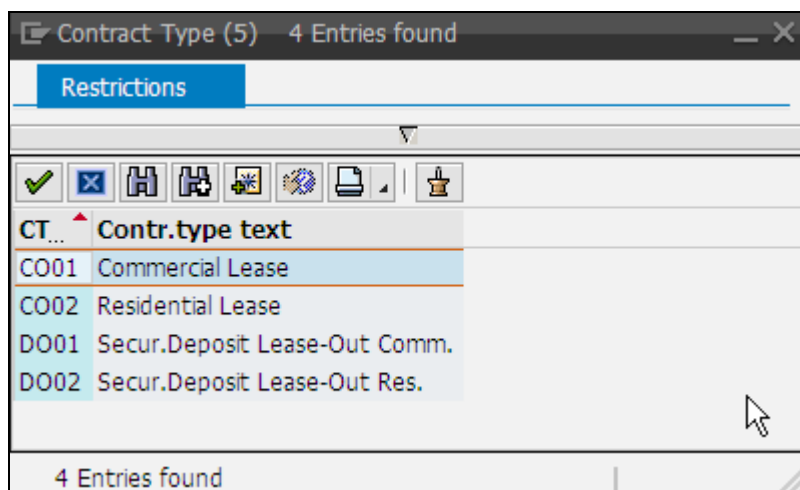 Contract Type (5) 4 Entries found
Restrictions
CT... Contr.type text
CO01 Commercial Lease
CO02 Residential Lease
DO01 Secur.Deposit Lease-Out Comm.
DO02 Secur.Deposit Lease-Out Res.
4 Entries found